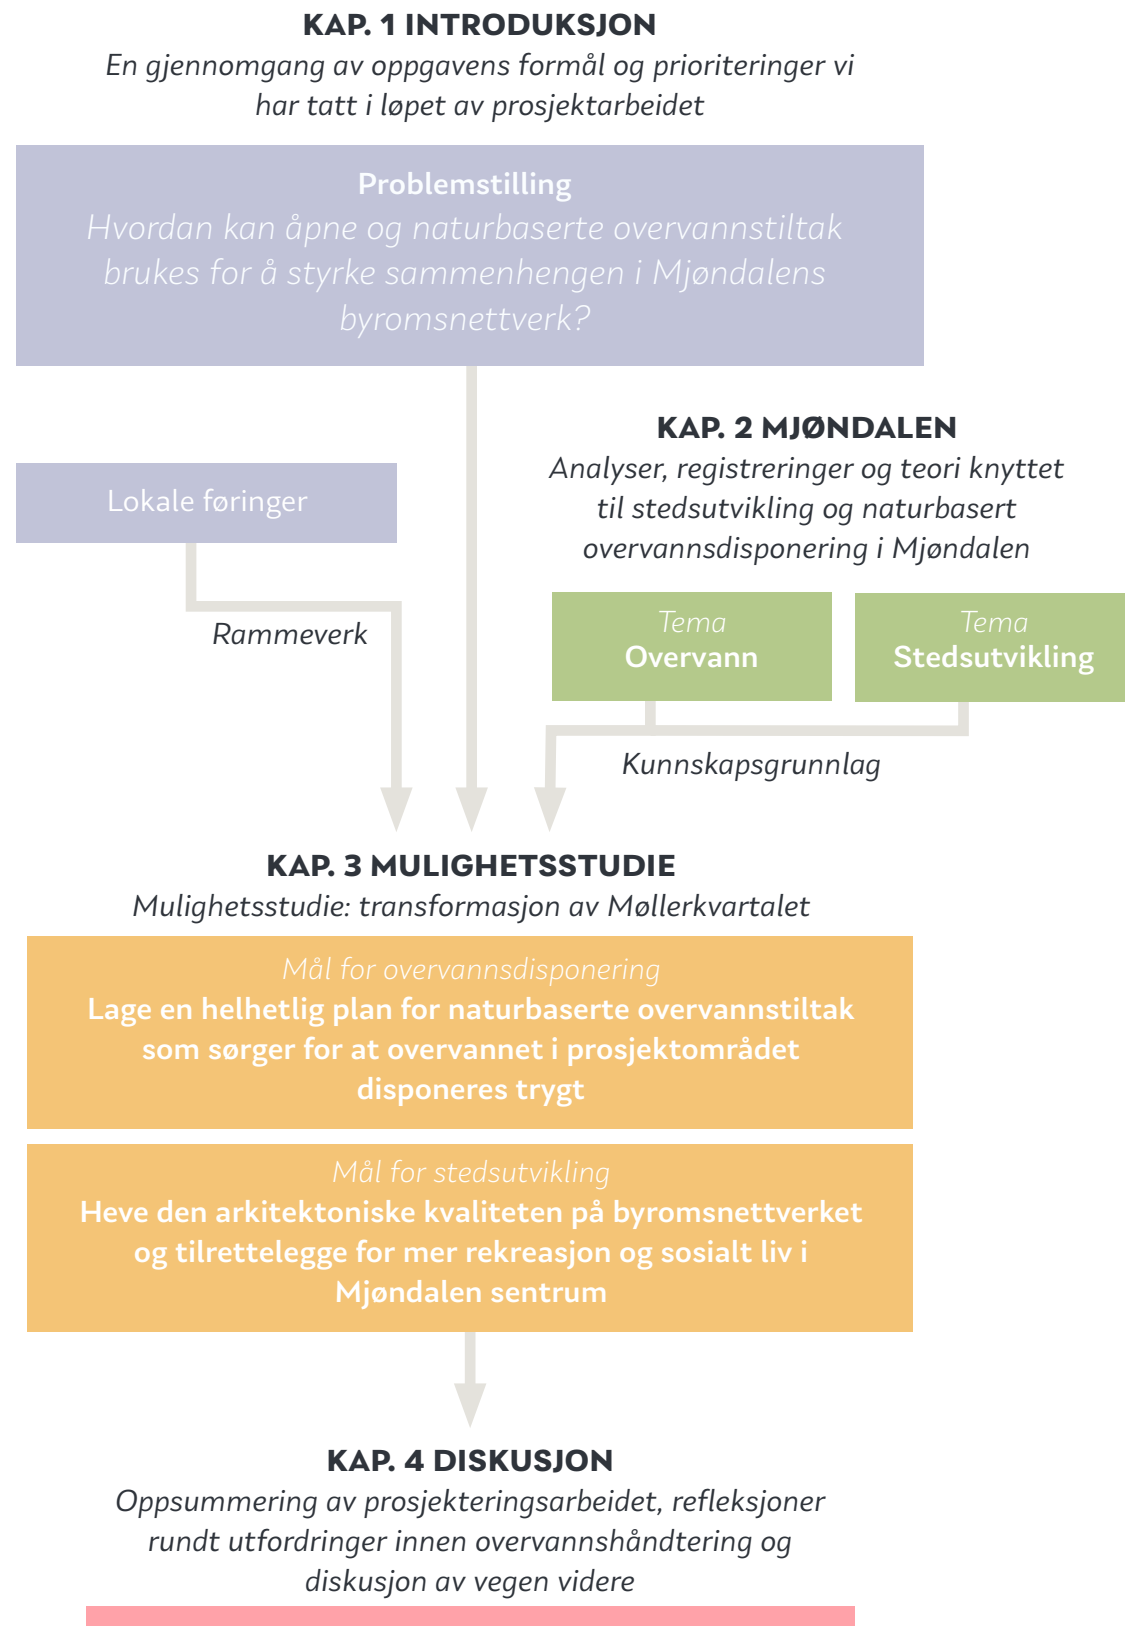 KAP. 1 INTRODUKSJON
En gjennomgang av oppgavens formål og prioriteringer vi
har tatt i løpet av prosjektarbeidet
Problemstilling
Hvordan kan åpne og naturbaserte overvannstiltak
brukes for å styrke sammenhengen i Mjøndalens
byromsnettverk?
Lokale føringer
Rammeverk
KAP. 2 MJØNDALEN
Analyser, registreringer og teori knyttet
til stedsutvikling og naturbasert
overvannsdisponering i Mjøndalen
Tema
Overvann
Tema
Stedsutvikling
Kunnskapsgrunnlag
KAP. 3 MULIGHETSSTUDIE
Mulighetsstudie: transformasjon av Møllerkvartalet
Mål for overvannsdisponering
Lage en helhetlig plan for naturbaserte overvannstiltak
som sørger for at overvannet i prosjektområdet
disponeres trygt
Mål for stedsutvikling
Heve den arkitektoniske kvaliteten på byromsnettverket
og tilrettelegge for mer rekreasjon og sosialt liv i
Mjøndalen sentrum
KAP. 4 DISKUSJON
Oppsummering av prosjekteringsarbeidet, refleksjoner
rundt utfordringer innen overvannshåndtering og
diskusjon av vegen videre